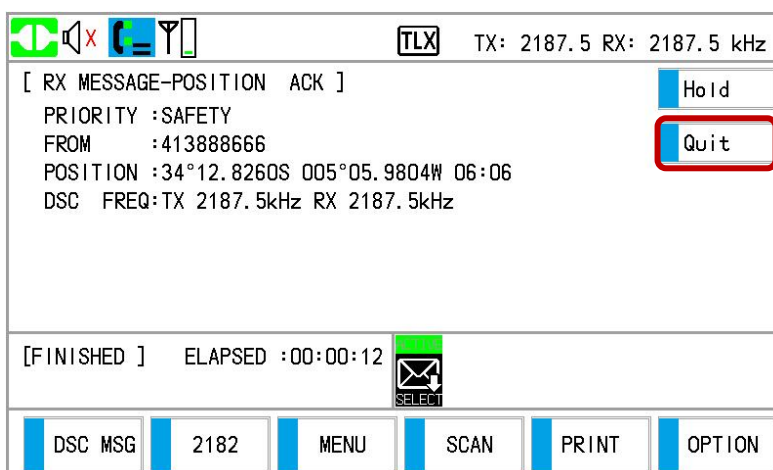 TLX TX: 2187.5 RX: 2187.5 kHz
[ RX MESSAGE-POSITION ACK ]
Hold
PRIORITY :SAFETY
FROM :413888666
Quit
POSITION :34°12.8260S 005°05.9804W 06:06
DSC FREQ:TX 2187.5kHz RX 2187.5kHz
[FINISHED ] ELAPSED :00:00:12
SELECT
DSC MSG 2182 MENU SCAN PRINT OPTION